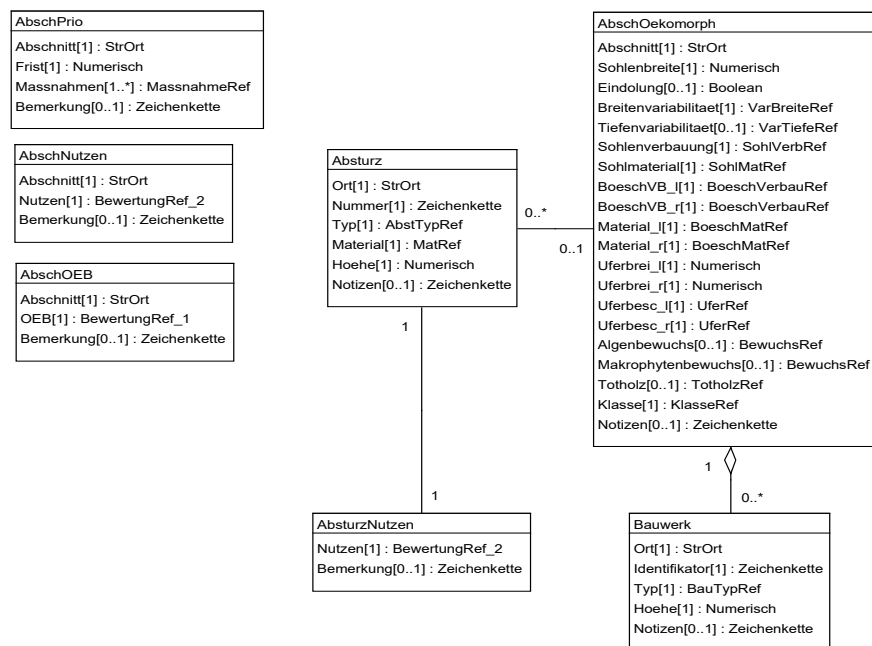 AbschPrio
Abschnitt[1] : StrOrt
Frist[1] : Numerisch
Massnahmen[1..*] : MassnahmeRef
Bemerkung[0..1] : Zeichenkette
AbschNutzen
Abschnitt[1] : StrOrt
Nutzen[1] : BewertungRef_2
Bemerkung[0..1] : Zeichenkette
AbschOEB
Abschnitt[1] : StrOrt
OEB[1] : BewertungRef_1
Bemerkung[0..1] : Zeichenkette
Absturz
Ort[1] : StrOrt
Nummer[1] : Zeichenkette
Typ[1] : AbstTypRef
Material[1] : MatRef
Hoehe[1] : Numerisch
Notizen[0..1] : Zeichenkette
0..*
0..1
AbschOekomorph
Abschnitt[1] : StrOrt
Sohlenbreite[1] : Numerisch
Eindolung[0..1] : Boolean
Breitenvariabilitaet[1] : VarBreiteRef
Tiefenvariabilitaet[0..1] : VarTiefeRef
Sohlenverbauung[1] : SohlVerbRef
Sohlmaterial[1] : SohlMatRef
BoeschVB_l[1] : BoeschVerbauRef
BoeschVB_r[1] : BoeschVerbauRef
Material_l[1] : BoeschMatRef
Material_r[1] : BoeschMatRef
Uferbrei_l[1] : Numerisch
Uferbrei_r[1] : Numerisch
Uferbesc_l[1] : UferRef
Uferbesc_r[1] : UferRef
Algenbewuchs[0..1] : BewuchsRef
Makrophytenbewuchs[0..1] : BewuchsRef
Totholz[0..1] : TotholzRef
Klasse[1] : KlasseRef
Notizen[0..1] : Zeichenkette
1
1
1
0..*
AbsturzNutzen
Nutzen[1] : BewertungRef_2
Bemerkung[0..1] : Zeichenkette
Bauwerk
Ort[1] : StrOrt
Identifikator[1] : Zeichenkette
Typ[1] : BauTypRef
Hoehe[1] : Numerisch
Notizen[0..1] : Zeichenkette